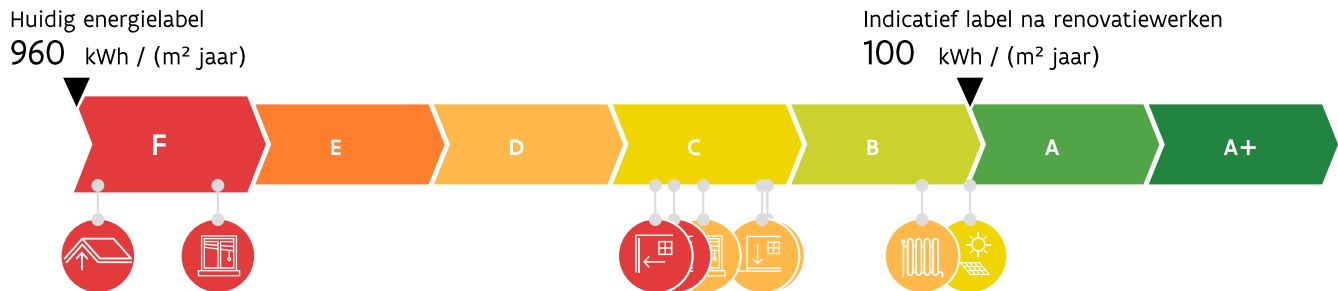 Huidig energielabel
960 kWh / (m² jaar)
Indicatief label na renovatiewerken
100 kWh / (m² jaar)
F E D C B A A+